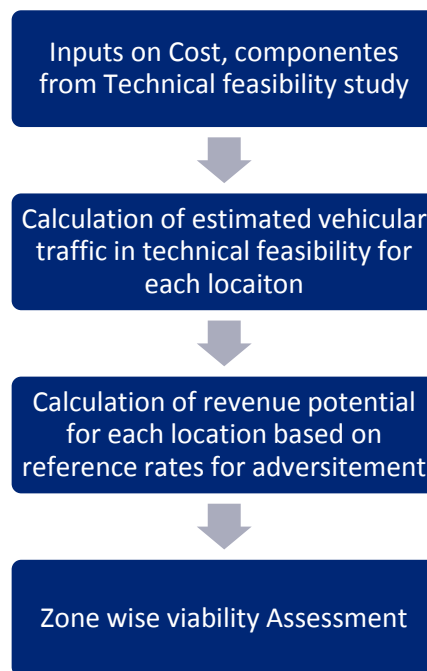 Inputs on Cost, componentes
from Technical feasibility study
Calculation of estimated vehicular
traffic in technical feasibility for
each locaiton
Calculation of revenue potential
for each location based on
reference rates for adversitement
Zone wise viability Assessment